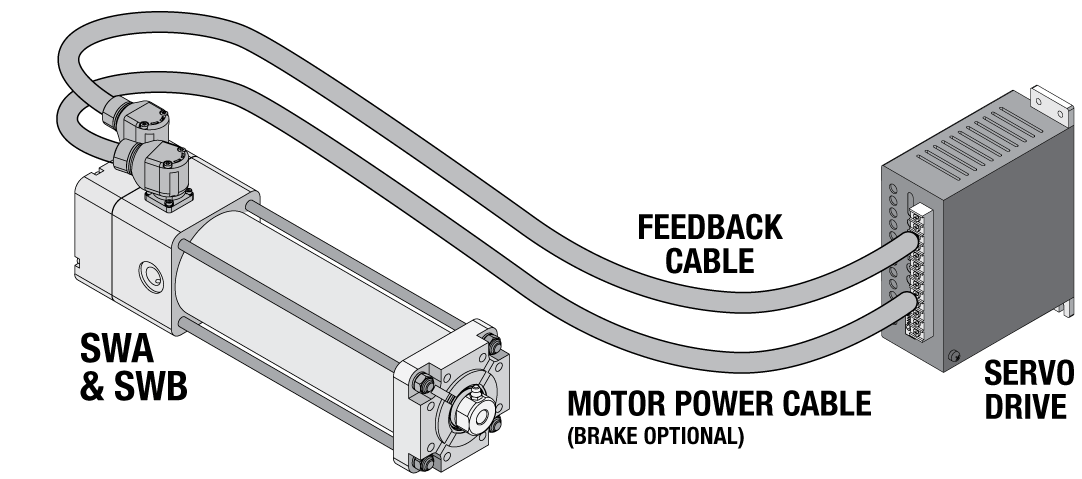 FEEDBACK
CABLE
SWA
& SWB
MOTOR POWER CABLE
(BRAKE OPTIONAL)
SERVO
DRIVE